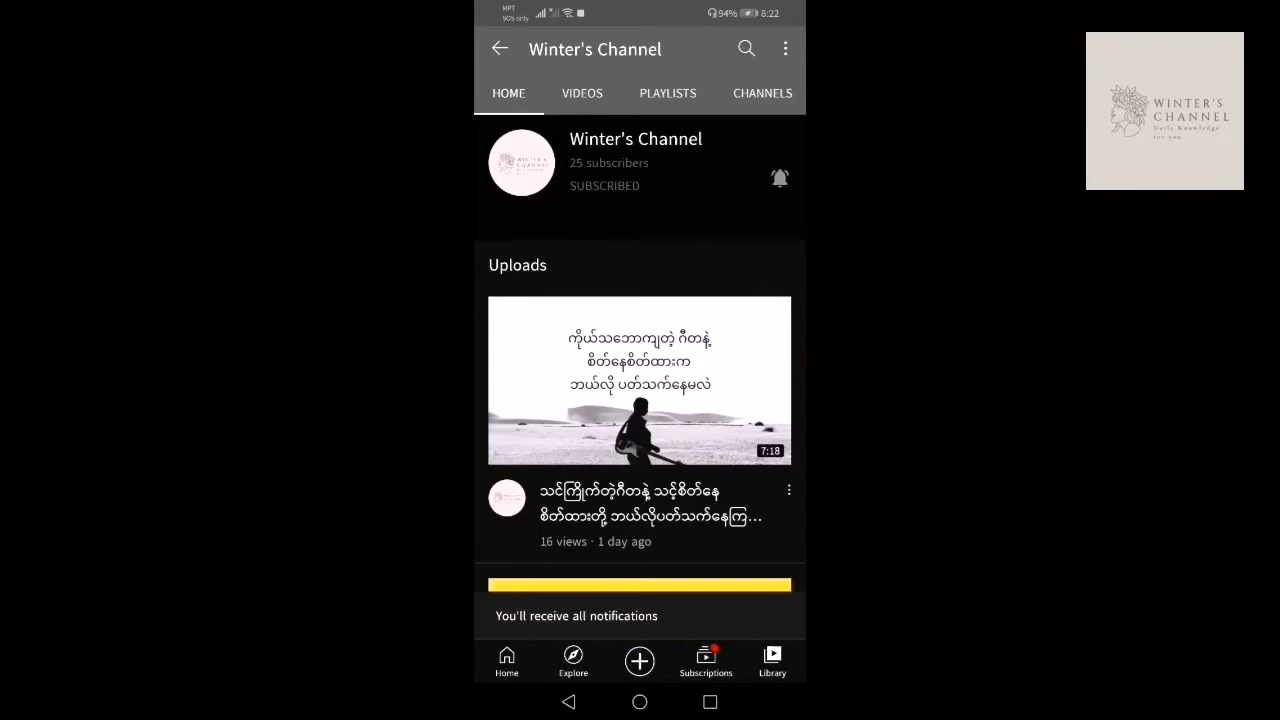 MPT
SOS only
94% 8:22
Winter's Channel
HOME VIDEOS PLAYLISTS CHANNELS
WINTER'S
CHANNEL
Daily Knowledge
for you
Winter's Channel
25 subscribers
SUBSCRIBED
Uploads
ကိုယ်သဘောကျတဲ့ ဂီတနဲ့
စိတ်နေစိတ်ထားက
ဘယ်လို ပတ်သက်နေမလဲ
7:18
သင်ကြိုက်တဲ့ဂီတနဲ့ သင့်စိတ်နေ
စိတ်ထားတို့ ဘယ်လိုပတ်သက်နေကြ...
16 views · 1 day ago
You'll receive all notifications
Home Explore Subscriptions Library